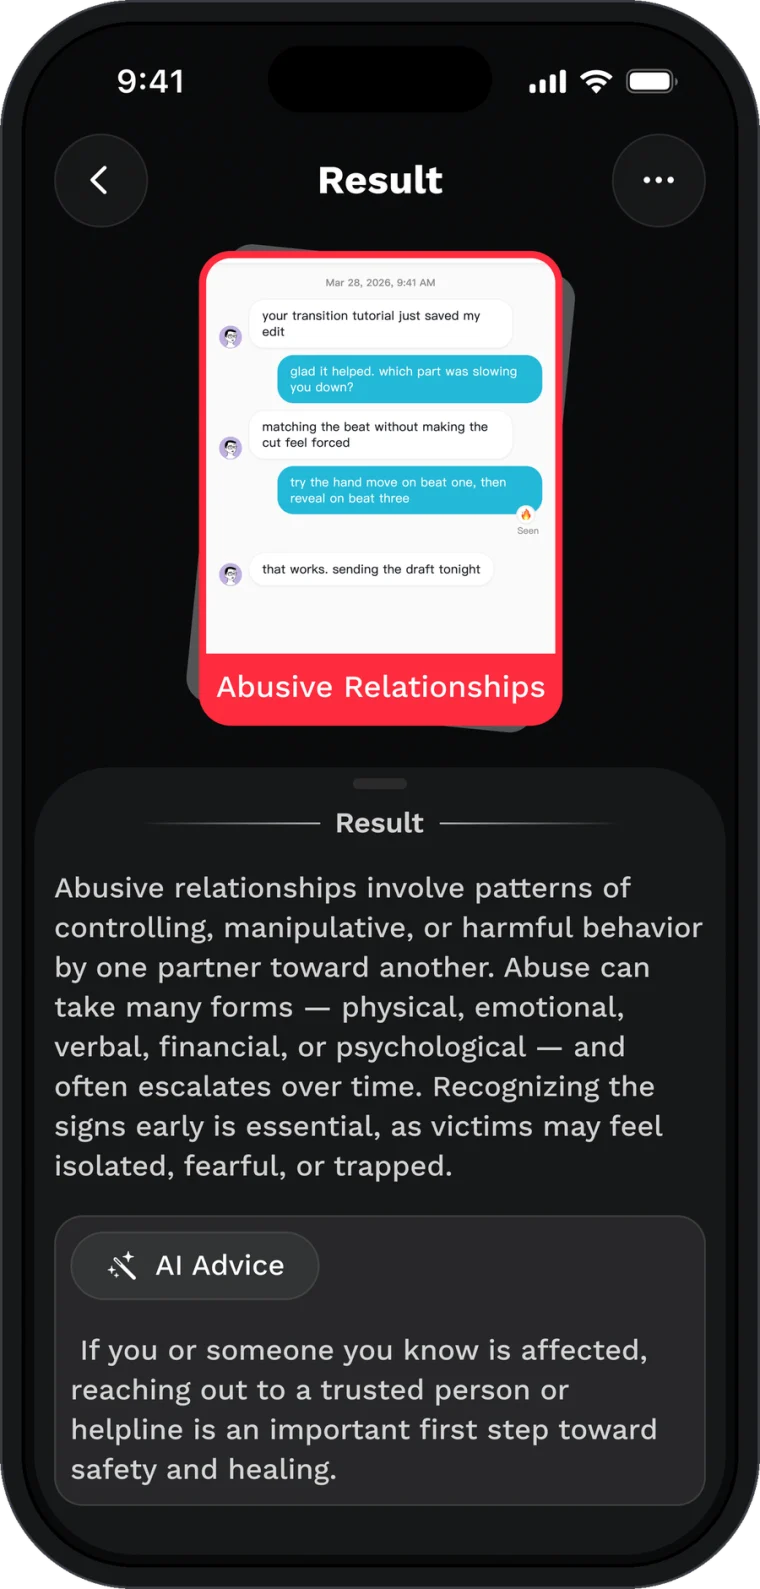 9:41
Result
Mar 28, 2026, 9:41 AM
your transition tutorial just saved my
edit
glad it helped. which part was slowing
you down?
matching the beat without making the
cut feel forced
try the hand move on beat one, then
reveal on beat three
Seen
that works. sending the draft tonight
Abusive Relationships
Result
Abusive relationships involve patterns of
controlling, manipulative, or harmful behavior
by one partner toward another. Abuse can
take many forms — physical, emotional,
verbal, financial, or psychological — and
often escalates over time. Recognizing the
signs early is essential, as victims may feel
isolated, fearful, or trapped.
AI Advice
If you or someone you know is affected,
reaching out to a trusted person or
helpline is an important first step toward
safety and healing.